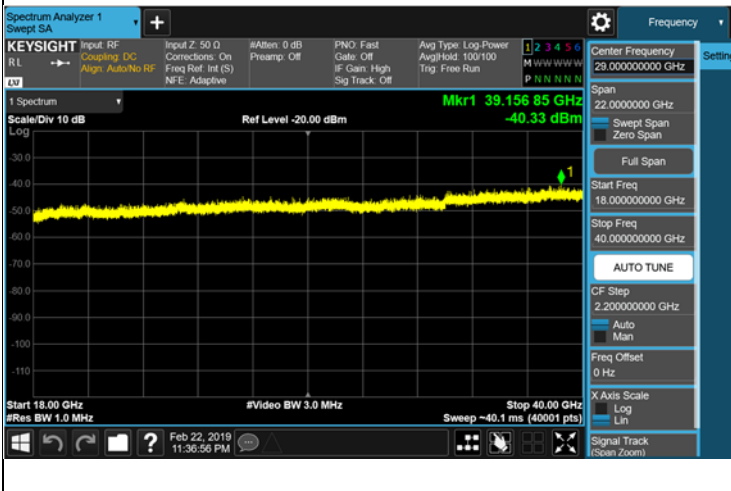 Spectrum Analyzer 1
Swept SA
Frequency
KEYSIGHT
RL
LXI
Input: RF
Coupling: DC
Align: Auto/No RF
Input Z: 50 Ω
Corrections: On
Freq Ref: Int (S)
NFE: Adaptive
#Atten: 0 dB
Preamp: Off
PNO: Fast
Gate: Off
IF Gain: High
Sig Track: Off
Avg Type: Log-Power
Avg|Hold: 100/100
Trig: Free Run
1 2 3 4 5 6
M W W W W W
P N N N N N
1 Spectrum
Scale/Div 10 dB
Log
Ref Level -20.00 dBm
Mkr1 39.156 85 GHz
-40.33 dBm
1
-30.0
-40.0
-50.0
-60.0
-70.0
-80.0
-90.0
-100
-110
Start 18.00 GHz
#Res BW 1.0 MHz
#Video BW 3.0 MHz
Stop 40.00 GHz
Sweep ~40.1 ms (40001 pts)
?
Feb 22, 2019
11:36:56 PM
Center Frequency
29.000000000 GHz
Span
22.0000000 GHz
Swept Span
Zero Span
Full Span
Start Freq
18.000000000 GHz
Stop Freq
40.000000000 GHz
AUTO TUNE
CF Step
2.200000000 GHz
Auto
Man
Freq Offset
0 Hz
X Axis Scale
Log
Lin
Signal Track
(Span Zoom)
Settin